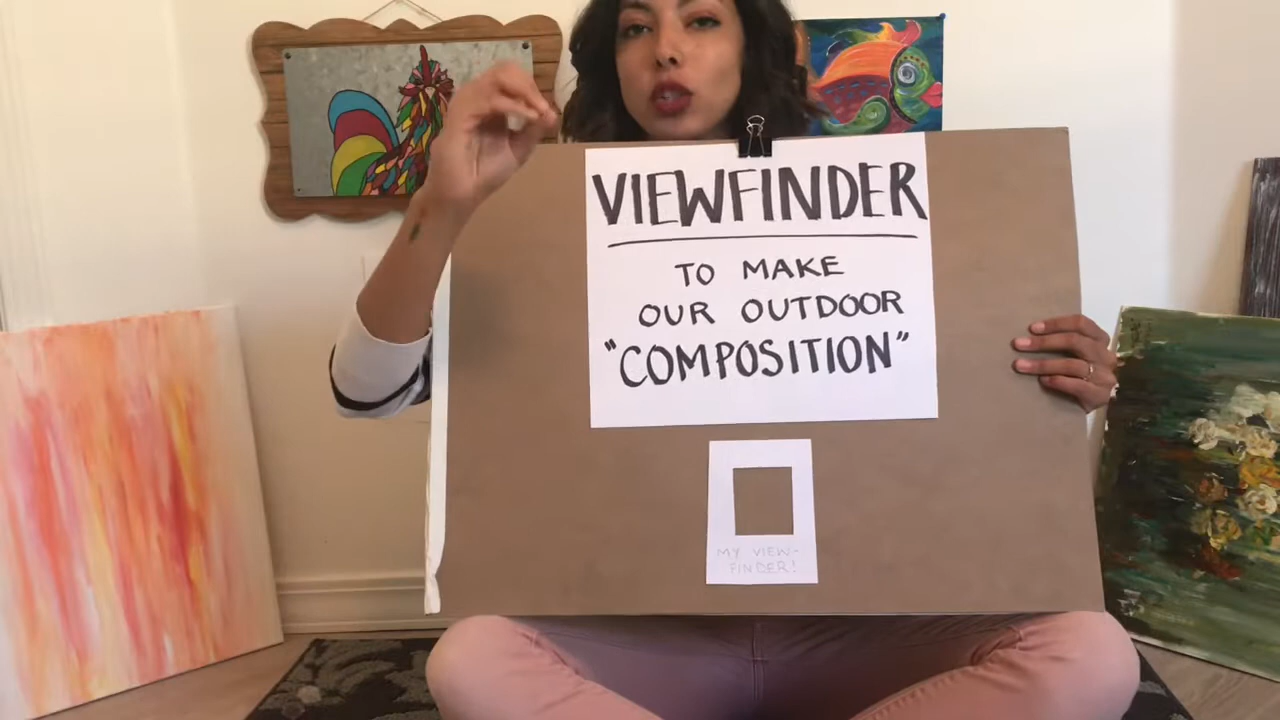 VIEWFINDER
TO MAKE
OUR OUTDOOR
"COMPOSITION"
MY VIEW-
FINDER!